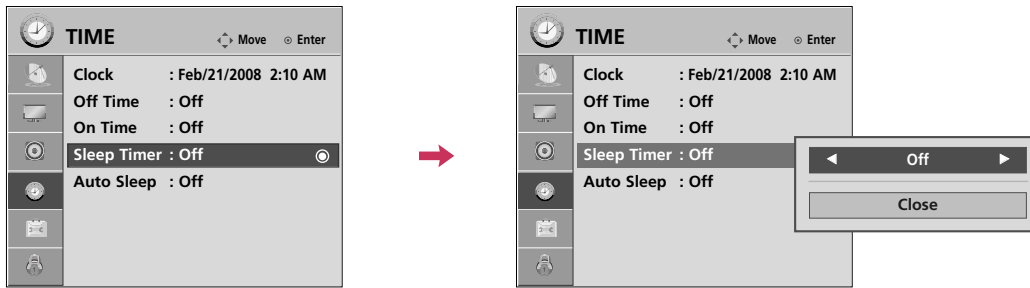 TIME Move Enter
Clock : Feb/21/2008 2:10 AM
Off Time : Off
On Time : Off
Sleep Timer : Off
Auto Sleep : Off
TIME Move Enter
Clock : Feb/21/2008 2:10 AM
Off Time : Off
On Time : Off
Sleep Timer : Off
Auto Sleep : Off
Off
Close